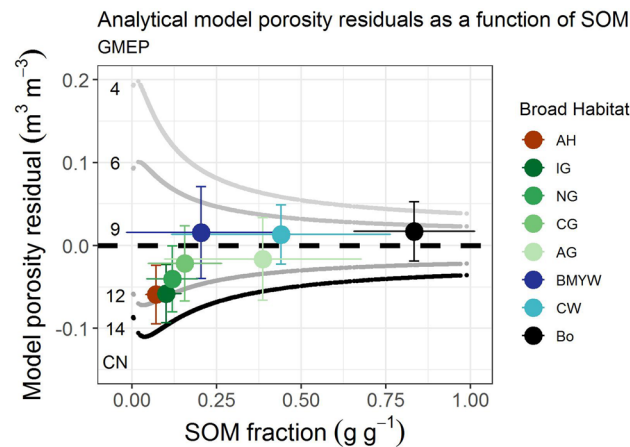 Analytical model porosity residuals as a function of SOM
GMEP
Model porosity residual (m³ m⁻³)
0.2
0.1
0.0
-0.1
4
6
9
12
14
CN
0.00 0.25 0.50 0.75 1.00
SOM fraction (g g⁻¹)
Broad Habitat
AH
IG
NG
CG
AG
BMYW
CW
Bo